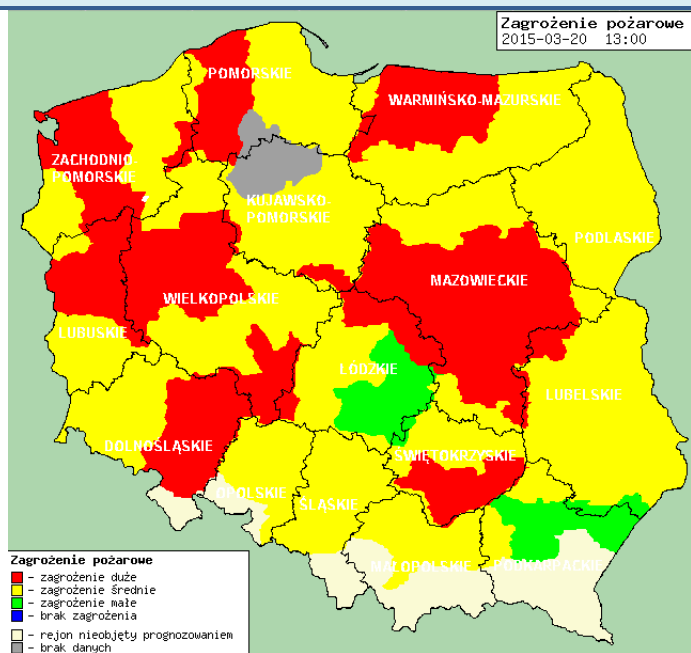 Zagrożenie pożarowe
2015-03-20 13:00
POMORSKIE
WARMIŃSKO-MAZURSKIE
ZACHODNIO-
POMORSKIE
KUJAWSKO-
POMORSKIE
PODLASKIE
MAZOWIECKIE
WIELKOPOLSKIE
LUBUSKIE
ŁÓDZKIE
LUBELSKIE
DOLNOŚLĄSKIE
ŚWIĘTOKRZYSKIE
OPOLSKIE
ŚLĄSKIE
MAŁOPOLSKIE
PODKARPACKIE
Zagrożenie pożarowe
- zagrożenie duże
- zagrożenie średnie
- zagrożenie małe
- brak zagrożenia
- rejon nieobjęty prognozowaniem
- brak danych